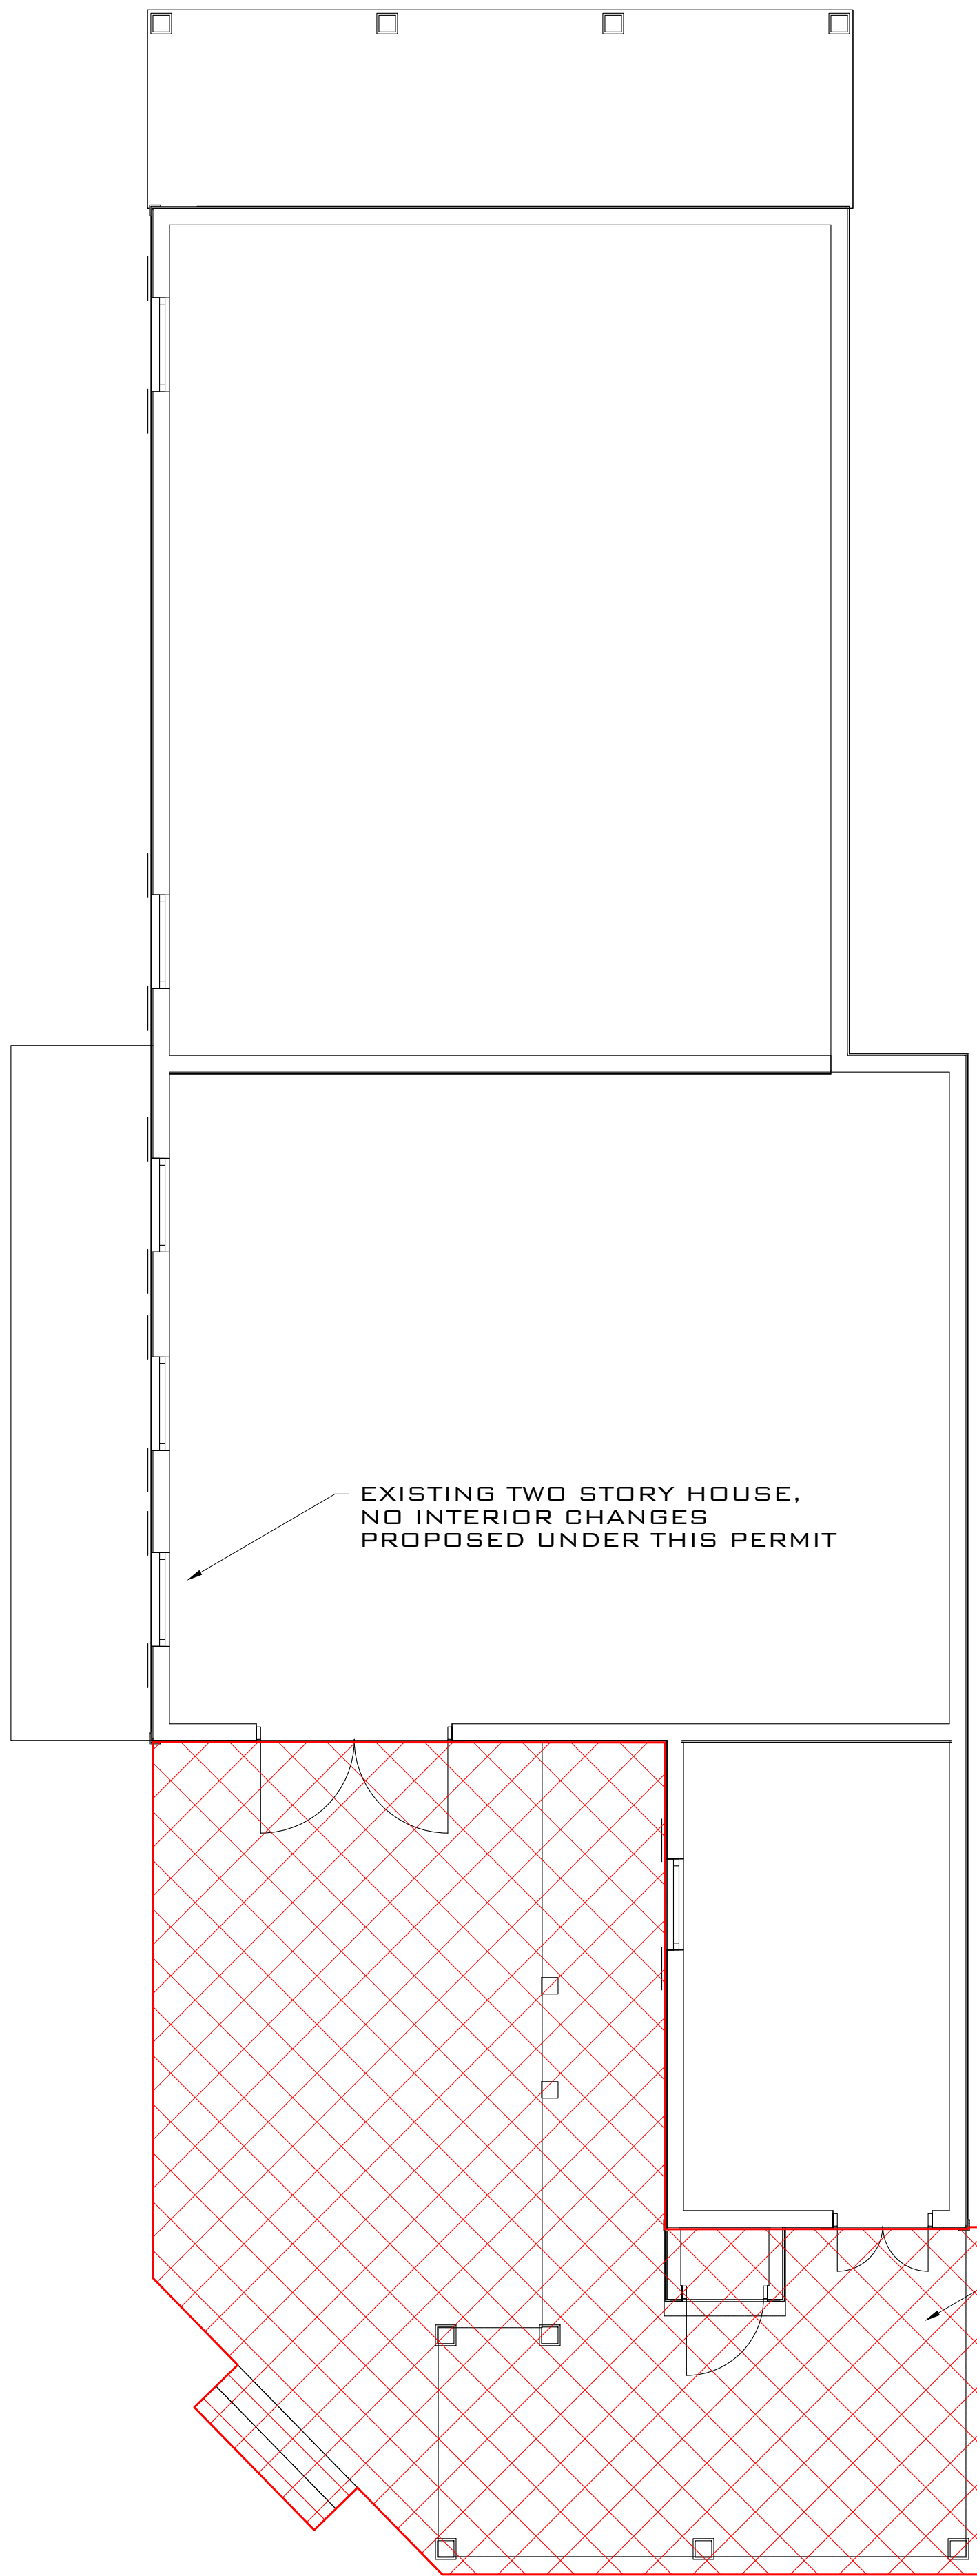 EXISTING TWO STORY HOUSE,
NO INTERIOR CHANGES
PROPOSED UNDER THIS PERMIT